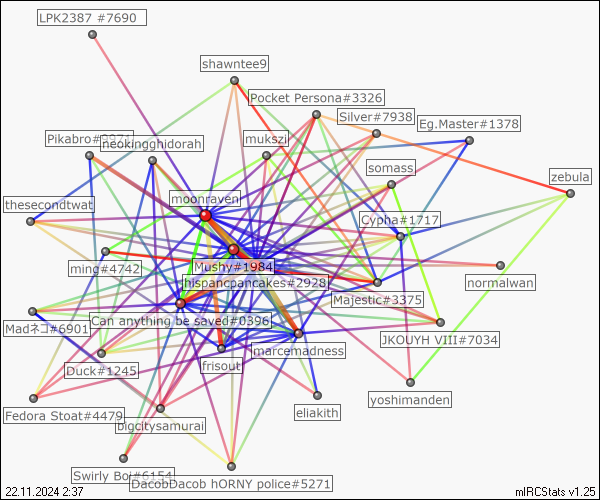 LPK2387 #7690
shawntee9
Pocket Persona#3326
Silver#7938
Eg.Master#1378
Pikabro#9971
neokingghidorah
mukszi
somass
zebula
moonraven
thesecondtwat
Cypha#1717
Mushy#1984
ming#4742
hispancpancakes#2928
normalwan
Majestic#3375
Can anything be saved#0396
Madネコ#6901
JKOUYH VIII#7034
marcemadness
frisout
Duck#1245
yoshimanden
eliakith
Fedora Stoat#4479
bigcitysamurai
Swirly Boi#6154
DacobDacob hORNY police#5271
22.11.2024 2:37
mIRCStats v1.25